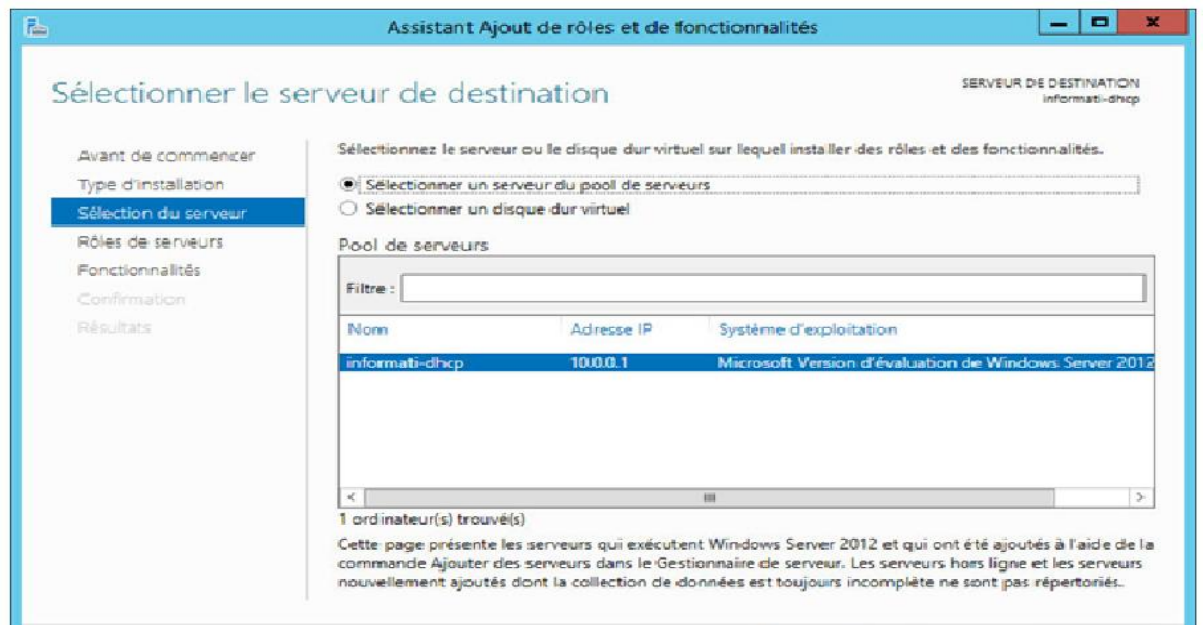 Assistant Ajout de rôles et de fonctionnalités
Sélectionner le serveur de destination
SERVEUR DE DESTINATION
informati-dhcp
Avant de commencer
Type d'installation
Sélection du serveur
Rôles de serveurs
Fonctionnalités
Confirmation
Résultats
Sélectionnez le serveur ou le disque dur virtuel sur lequel installer des rôles et des fonctionnalités.
Sélectionner un serveur du pool de serveurs
Sélectionner un disque dur virtuel
Pool de serveurs
Filtre :
Nom Adresse IP Système d'exploitation
informati-dhcp 10.0.0.1 Microsoft Version d'évaluation de Windows Server 2012
1 ordinateur(s) trouvé(s)
Cette page présente les serveurs qui exécutent Windows Server 2012 et qui ont été ajoutés à l'aide de la
commande Ajouter des serveurs dans le Gestionnaire de serveur. Les serveurs hors ligne et les serveurs
nouvellement ajoutés dont la collection de données est toujours incomplète ne sont pas répertoriés.